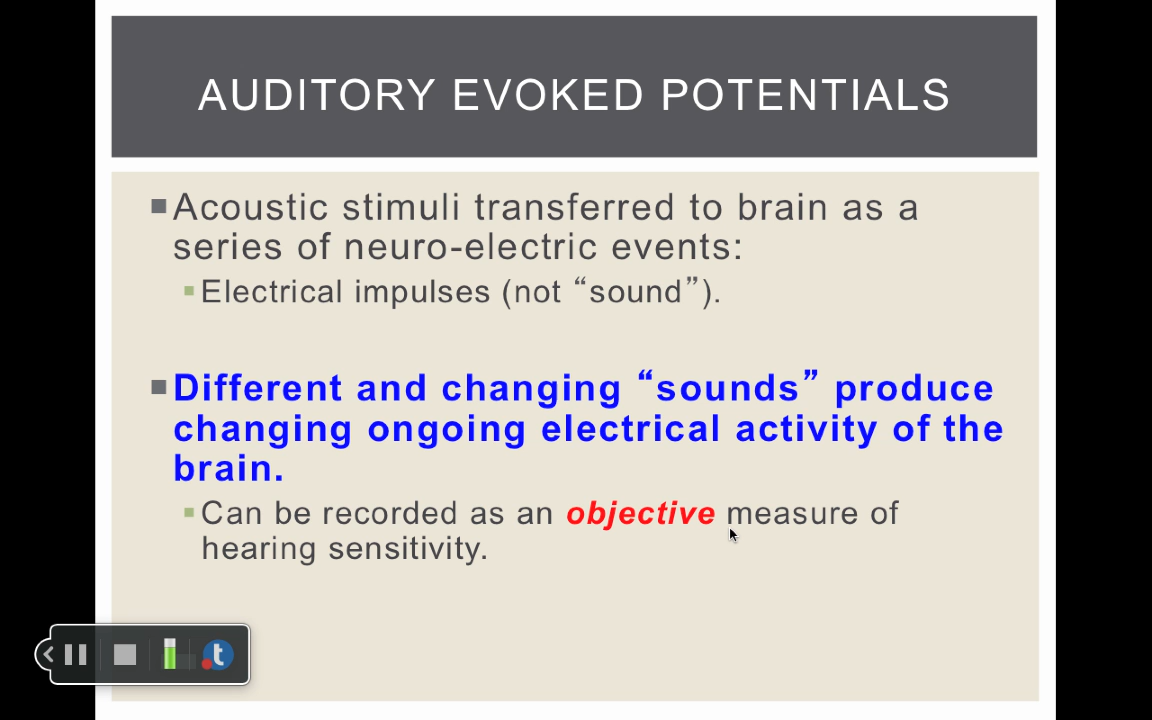 AUDITORY EVOKED POTENTIALS
Acoustic stimuli transferred to brain as a
series of neuro-electric events:
Electrical impulses (not “sound”).
Different and changing “sounds” produce
changing ongoing electrical activity of the
brain.
Can be recorded as an objective measure of
hearing sensitivity.
t